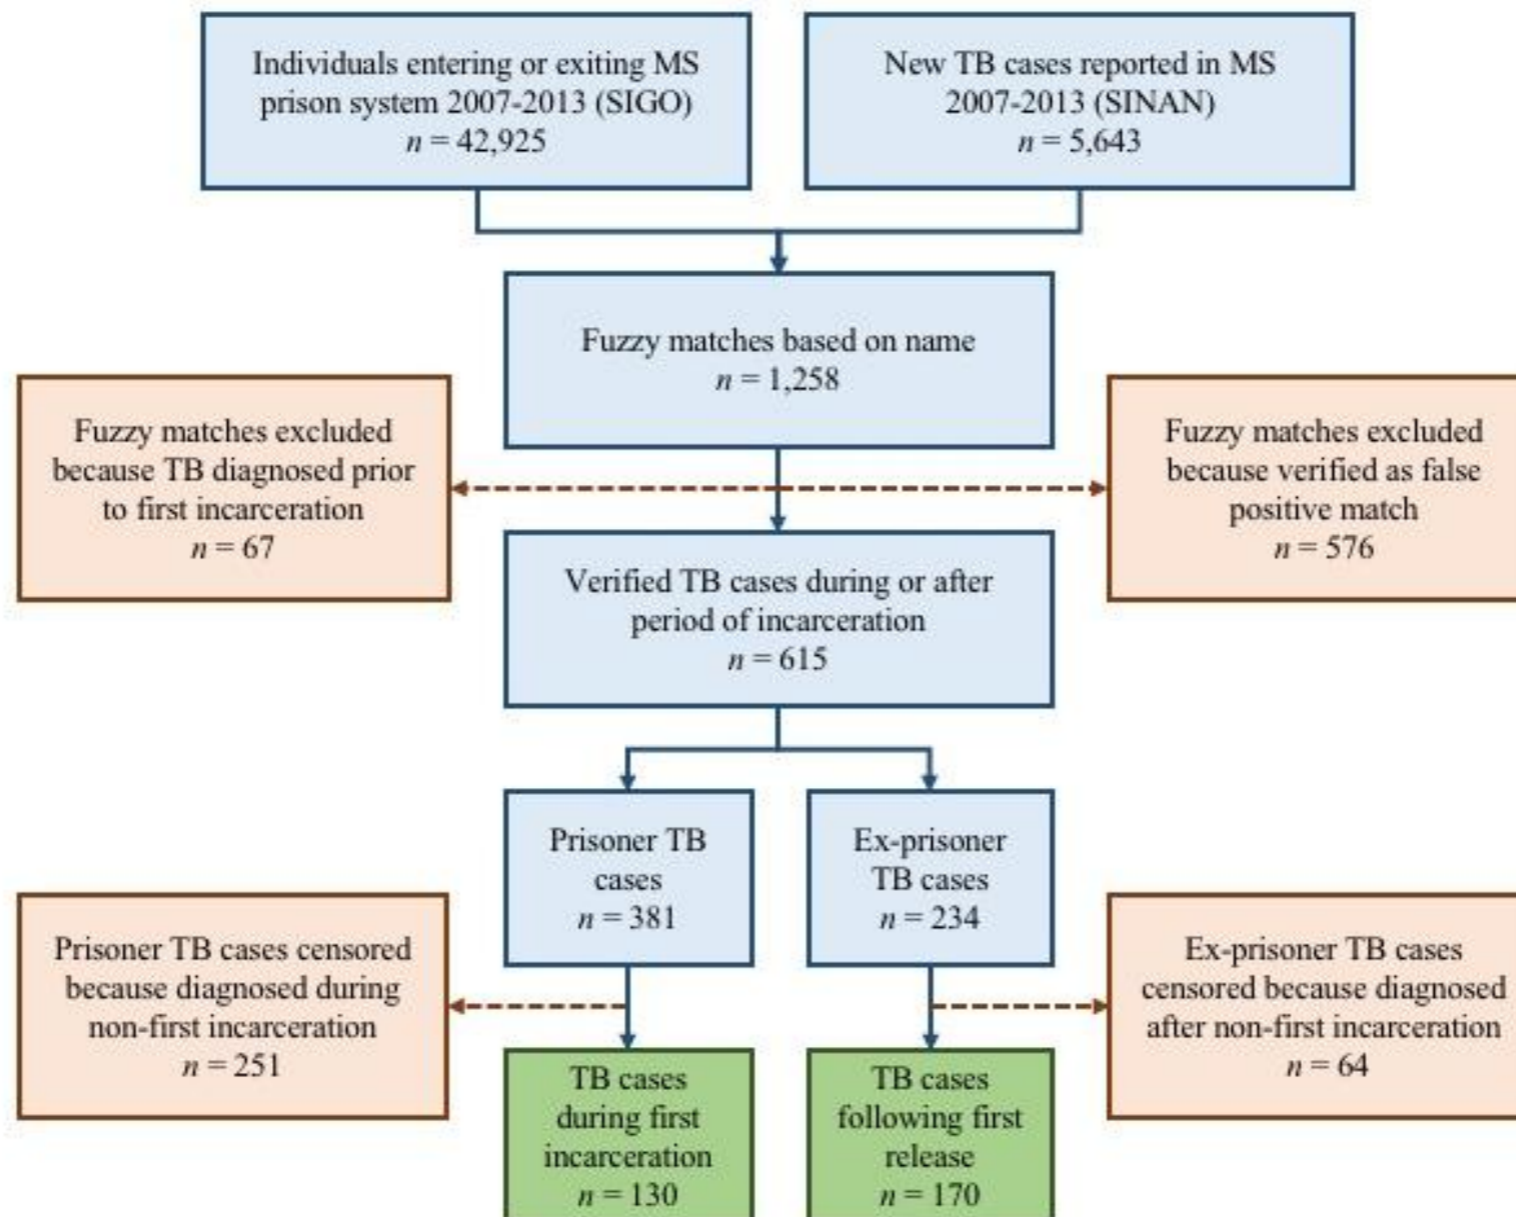 Individuals entering or exiting MS
prison system 2007-2013 (SIGO)
n = 42,925
New TB cases reported in MS
2007-2013 (SINAN)
n = 5,643
Fuzzy matches based on name
n = 1,258
Fuzzy matches excluded
because TB diagnosed prior
to first incarceration
n = 67
Fuzzy matches excluded
because verified as false
positive match
n = 576
Verified TB cases during or after
period of incarceration
n = 615
Prisoner TB
cases
n = 381
Ex-prisoner
TB cases
n = 234
Prisoner TB cases censored
because diagnosed during
non-first incarceration
n = 251
Ex-prisoner TB cases
censored because diagnosed
after non-first incarceration
n = 64
TB cases
during first
incarceration
n = 130
TB cases
following first
release
n = 170